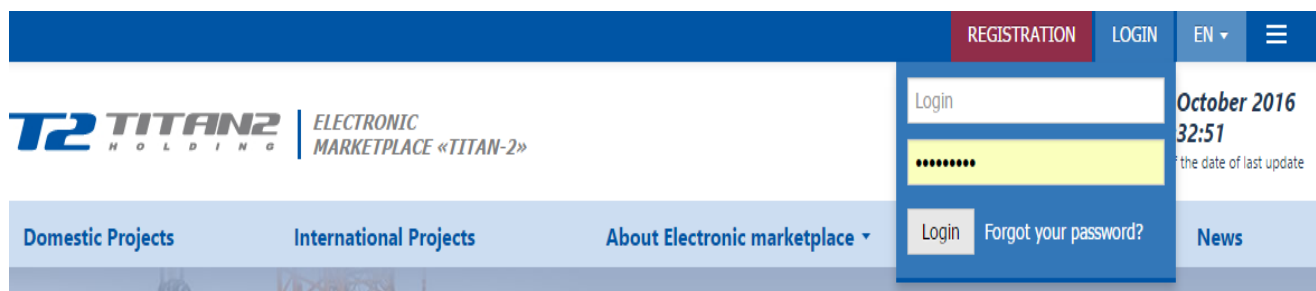 REGISTRATION LOGIN EN
Login
October 2016
T2 TITAN2 ELECTRONIC
HOLDING MARKETPLACE «TITAN-2»
32:51
the date of last update
Domestic Projects International Projects About Electronic marketplace Login Forgot your password? News